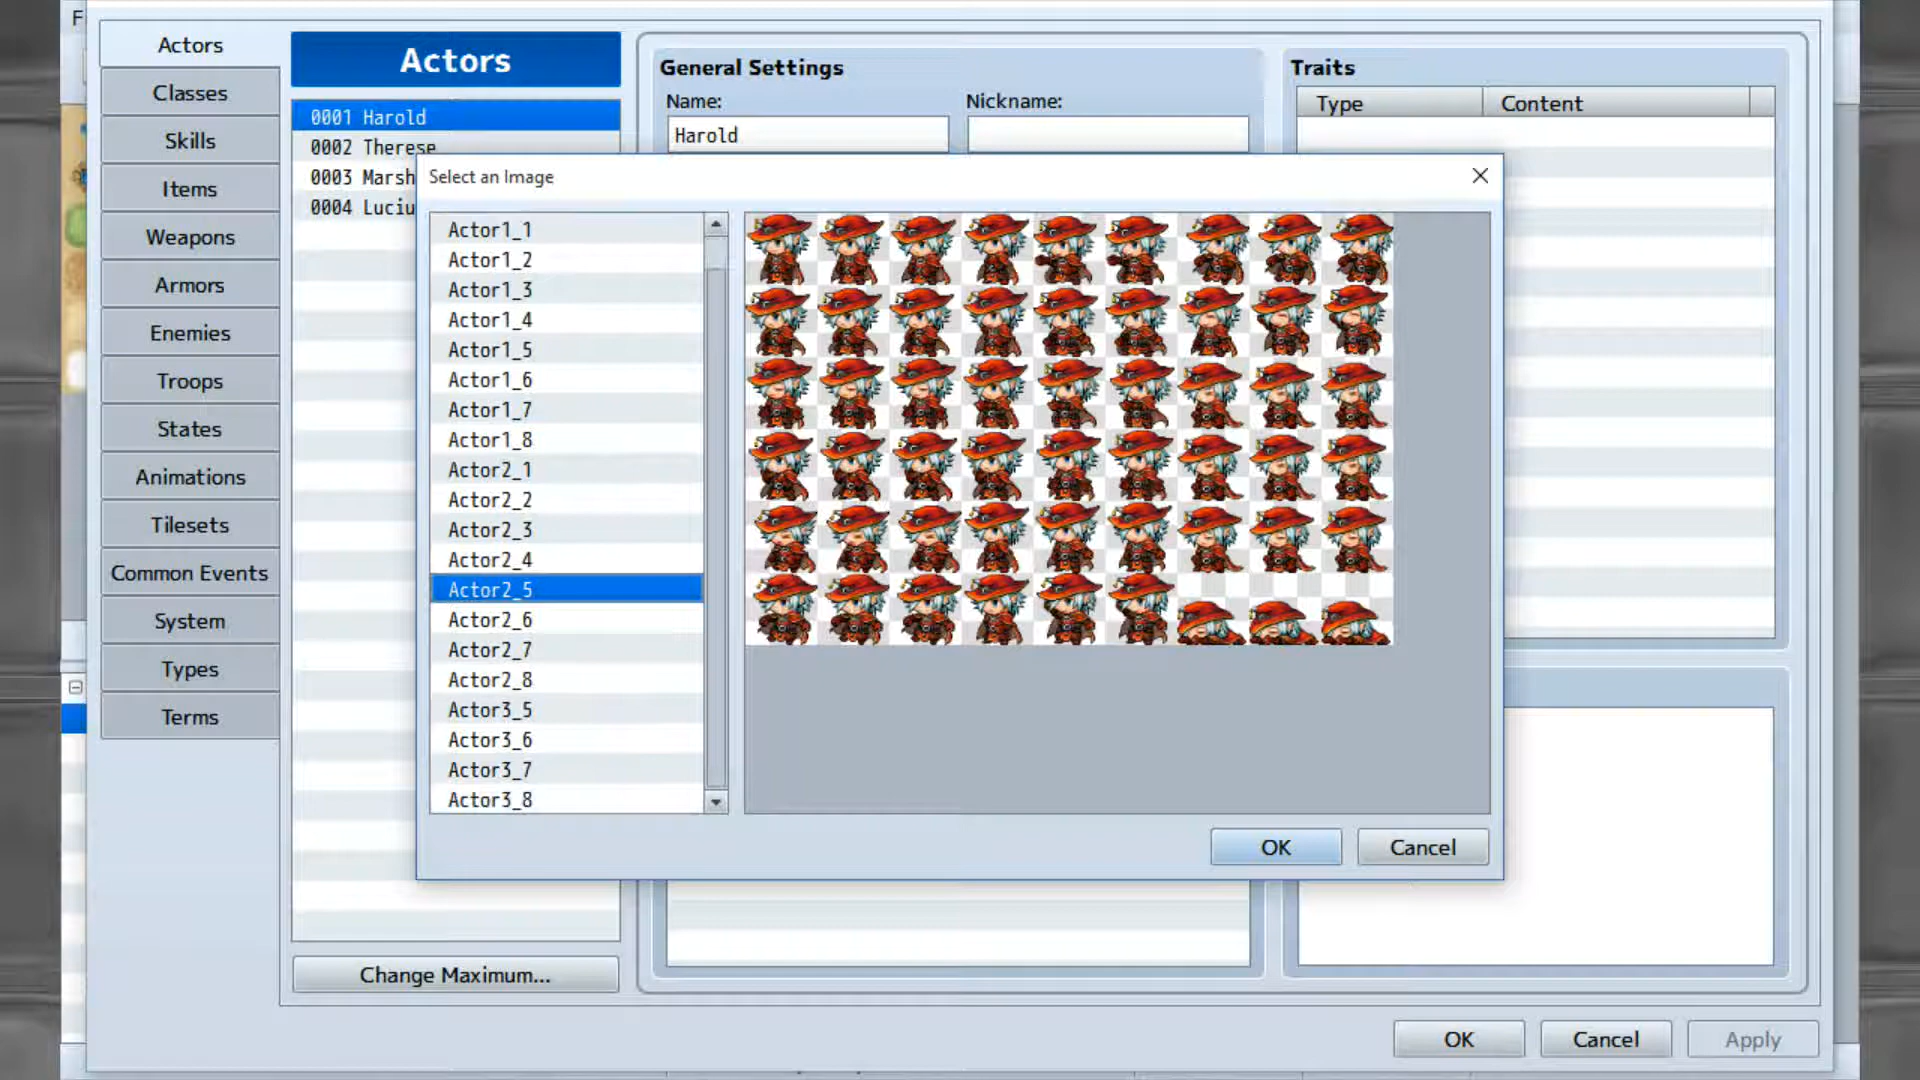 F
Actors
Classes
Skills
Items
Weapons
Armors
Enemies
Troops
States
Animations
Tilesets
Common Events
System
Types
Terms
Actors
0001 Harold
0002 Therese
0003 Marsh
0004 Luciu
Change Maximum...
General Settings
Name:
Nickname:
Harold
Traits
Type
Content
Select an Image
Actor1_1
Actor1_2
Actor1_3
Actor1_4
Actor1_5
Actor1_6
Actor1_7
Actor1_8
Actor2_1
Actor2_2
Actor2_3
Actor2_4
Actor2_5
Actor2_6
Actor2_7
Actor2_8
Actor3_5
Actor3_6
Actor3_7
Actor3_8
OK
Cancel
OK
Cancel
Apply